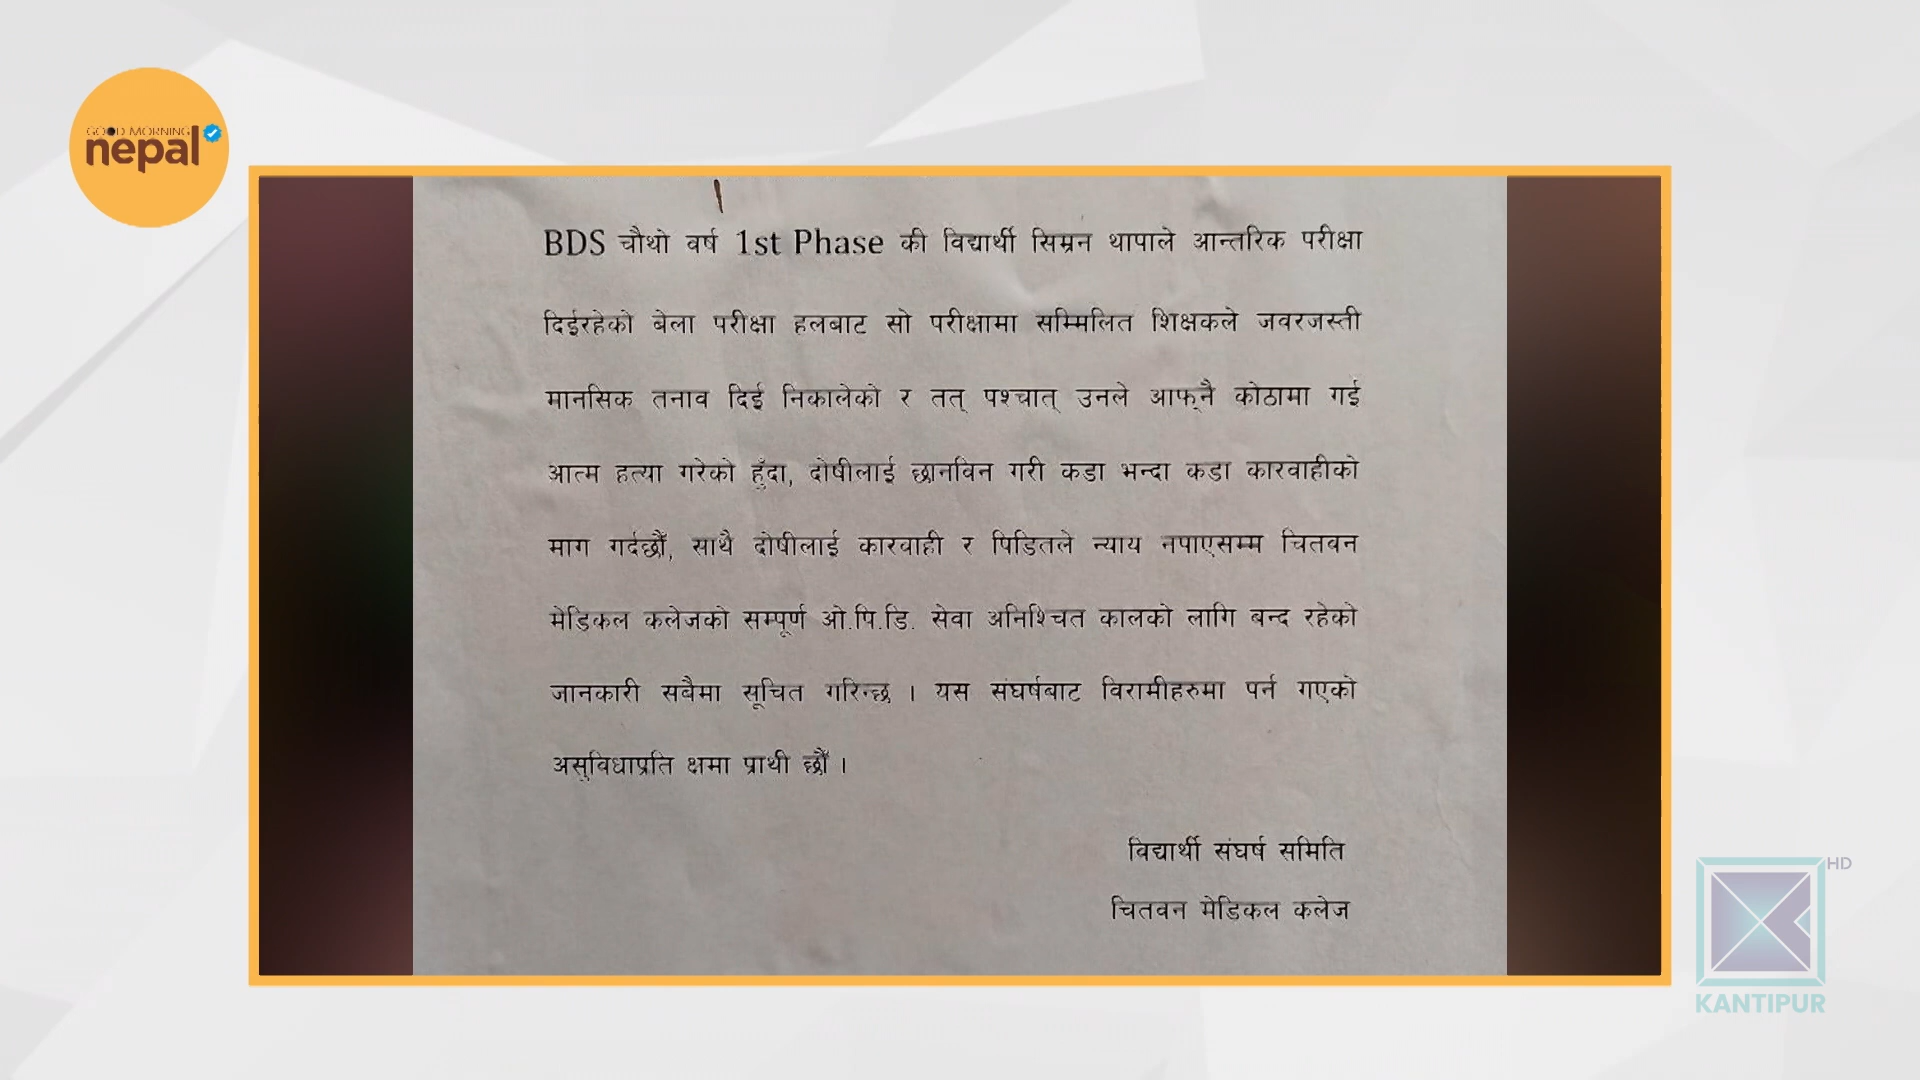 GOOD MORNING
nepal
BDS चौथो वर्ष 1st Phase की विद्यार्थी सिम्रन थापाले आन्तरिक परीक्षा
दिईरहेको बेला परीक्षा हलबाट सो परीक्षामा सम्मिलित शिक्षकले जवरजस्ती
मानसिक तनाव दिई निकालेको र तत् पश्चात् उनले आफ्‌नै कोठामा गई
आत्म हत्या गरेको हुँदा, दोषीलाई छानविन गरी कडा भन्दा कडा कारवाहीको
माग गर्दछौं, साथै दोषीलाई कारवाही र पिडितले न्याय नपाएसम्म चितवन
मेडिकल कलेजको सम्पूर्ण ओ.पि.डि. सेवा अनिश्चित कालको लागि बन्द रहेको
जानकारी सबैमा सूचित गरिन्छ । यस संघर्षबाट विरामीहरुमा पर्न गएको
असुविधाप्रति क्षमा प्रार्थी छौं ।
विद्यार्थी संघर्ष समिति
चितवन मेडिकल कलेज
HD
KANTIPUR